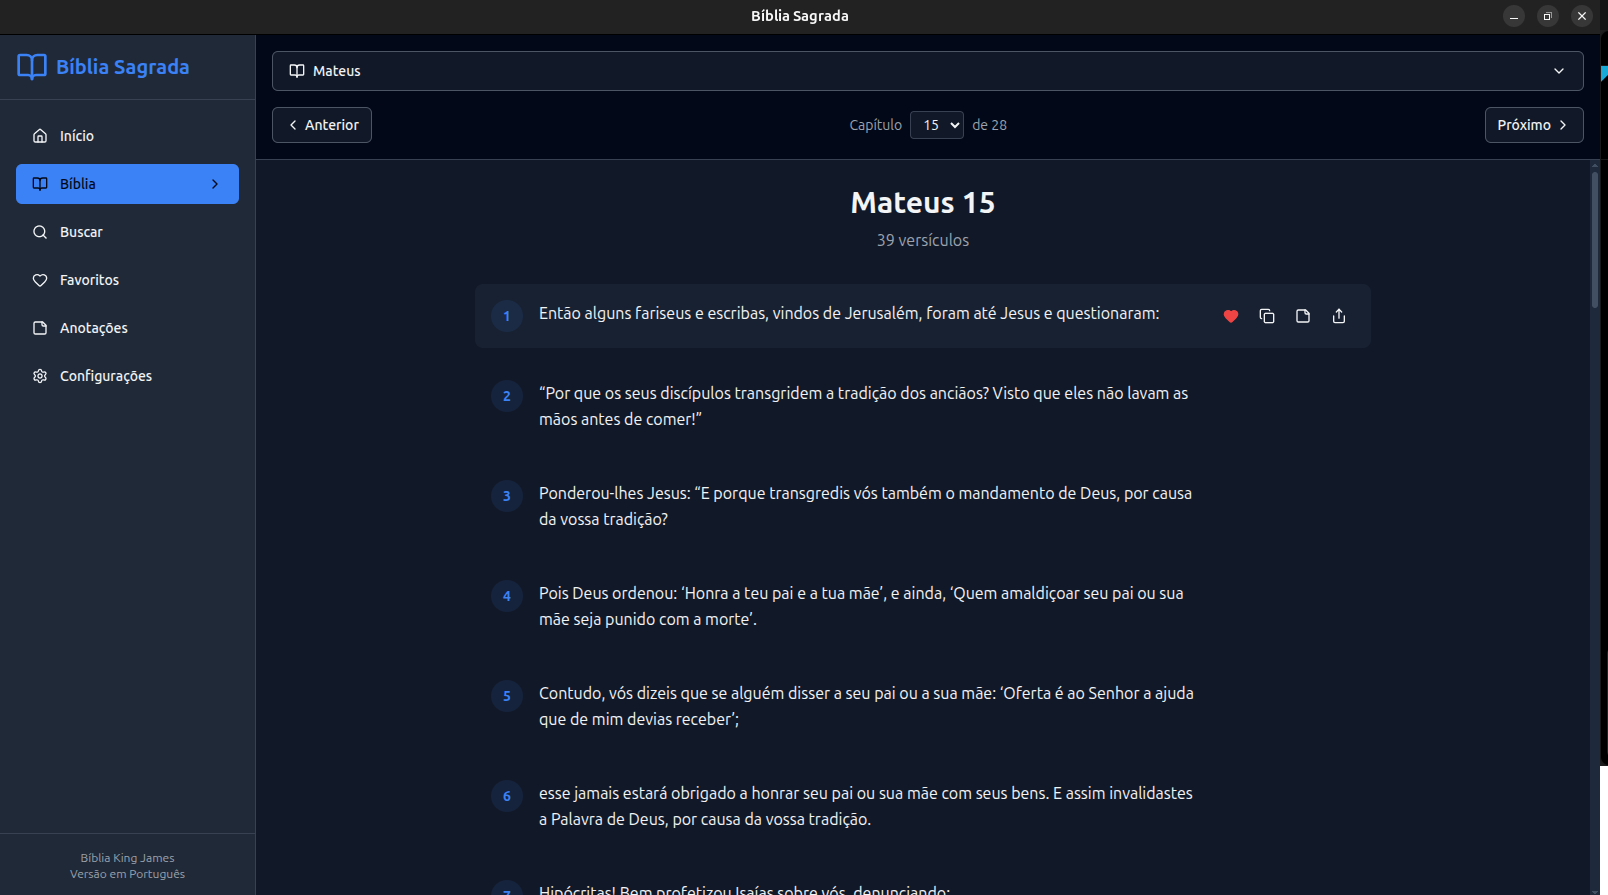 Bíblia Sagrada
Bíblia Sagrada
Início
Bíblia
Buscar
Favoritos
Anotações
Configurações
Bíblia King James
Versão em Português
Mateus
Anterior
Capítulo 15 de 28
Próximo
Mateus 15
39 versículos
1 Então alguns fariseus e escribas, vindos de Jerusalém, foram até Jesus e questionaram:
2 “Por que os seus discípulos transgridem a tradição dos anciãos? Visto que eles não lavam as
mãos antes de comer!”
3 Ponderou-lhes Jesus: “E porque transgredis vós também o mandamento de Deus, por causa
da vossa tradição?
4 Pois Deus ordenou: ‘Honra a teu pai e a tua mãe’, e ainda, ‘Quem amaldiçoar seu pai ou sua
mãe seja punido com a morte’.
5 Contudo, vós dizeis que se alguém disser a seu pai ou a sua mãe: ‘Oferta é ao Senhor a ajuda
que de mim devias receber’;
6 esse jamais estará obrigado a honrar seu pai ou sua mãe com seus bens. E assim invalidastes
a Palavra de Deus, por causa da vossa tradição.
7 Hipócritas! Bem profetizou Isaías sobre vós, denunciando: